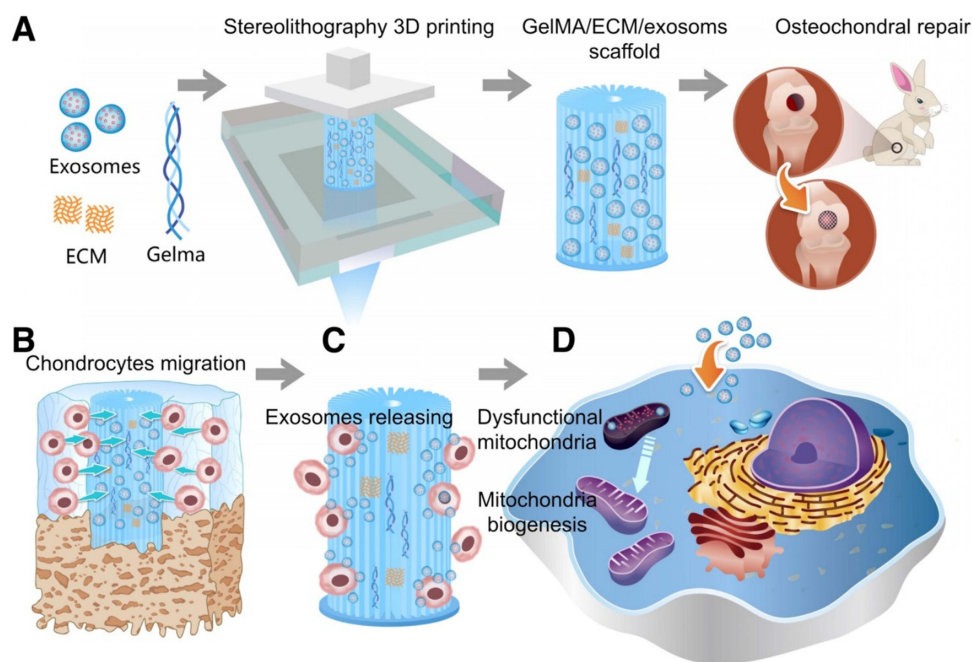 A
Stereolithography 3D printing
GelMA/ECM/exosoms
scaffold
Osteochondral repair
Exosomes
ECM
Gelma
B
Chondrocytes migration
C
Exosomes releasing
D
Dysfunctional
mitochondria
Mitochondria
biogenesis